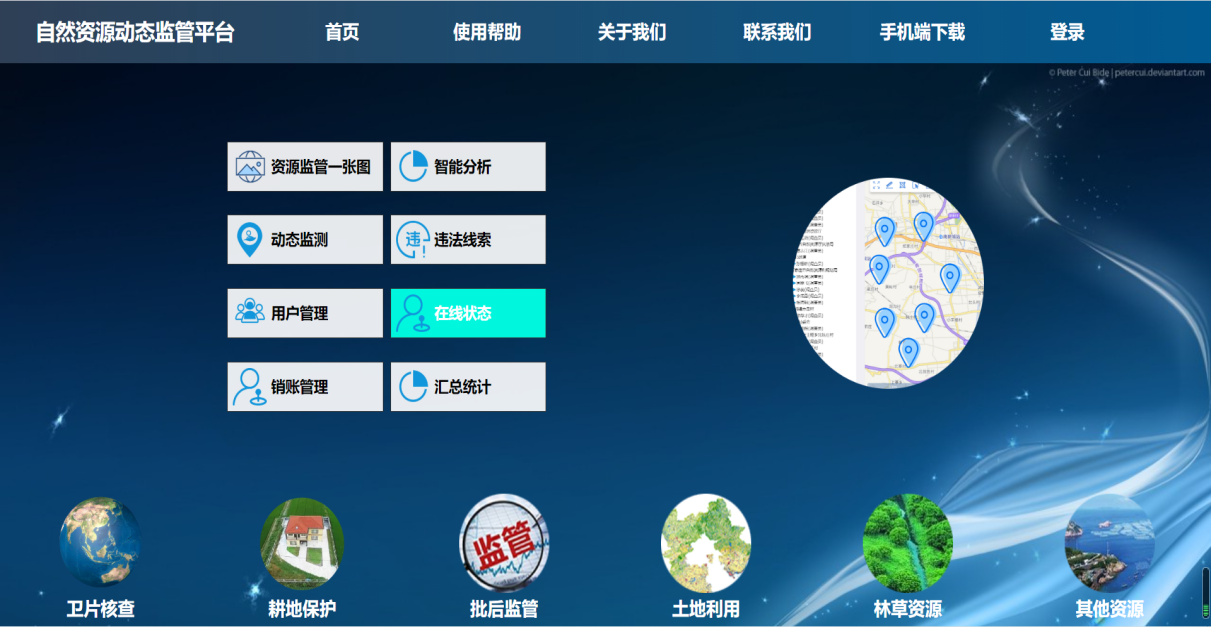 自然资源动态监管平台 首页 使用帮助 关于我们 联系我们 手机端下载 登录
© Peter Cui Bide | petercui.deviantart.com
资源监管一张图 智能分析
动态监测 违 违法线索
用户管理 在线状态
销账管理 汇总统计
监管
卫片核查 耕地保护 批后监管 土地利用 林草资源 其他资源